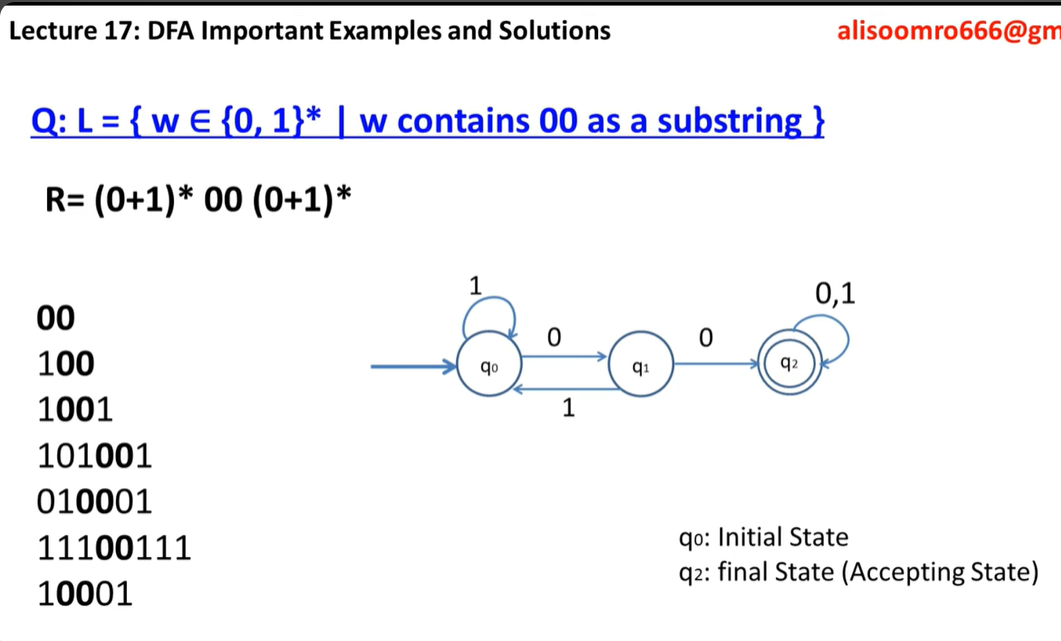 Lecture 17: DFA Important Examples and Solutions
alisoomro666@gm
Q: L = { w ∈ {0, 1}* | w contains 00 as a substring }
R= (0+1)* 00 (0+1)*
00
100
1001
101001
010001
11100111
10001
1
0
0
0,1
q0
q1
q2
1
q0: Initial State
q2: final State (Accepting State)